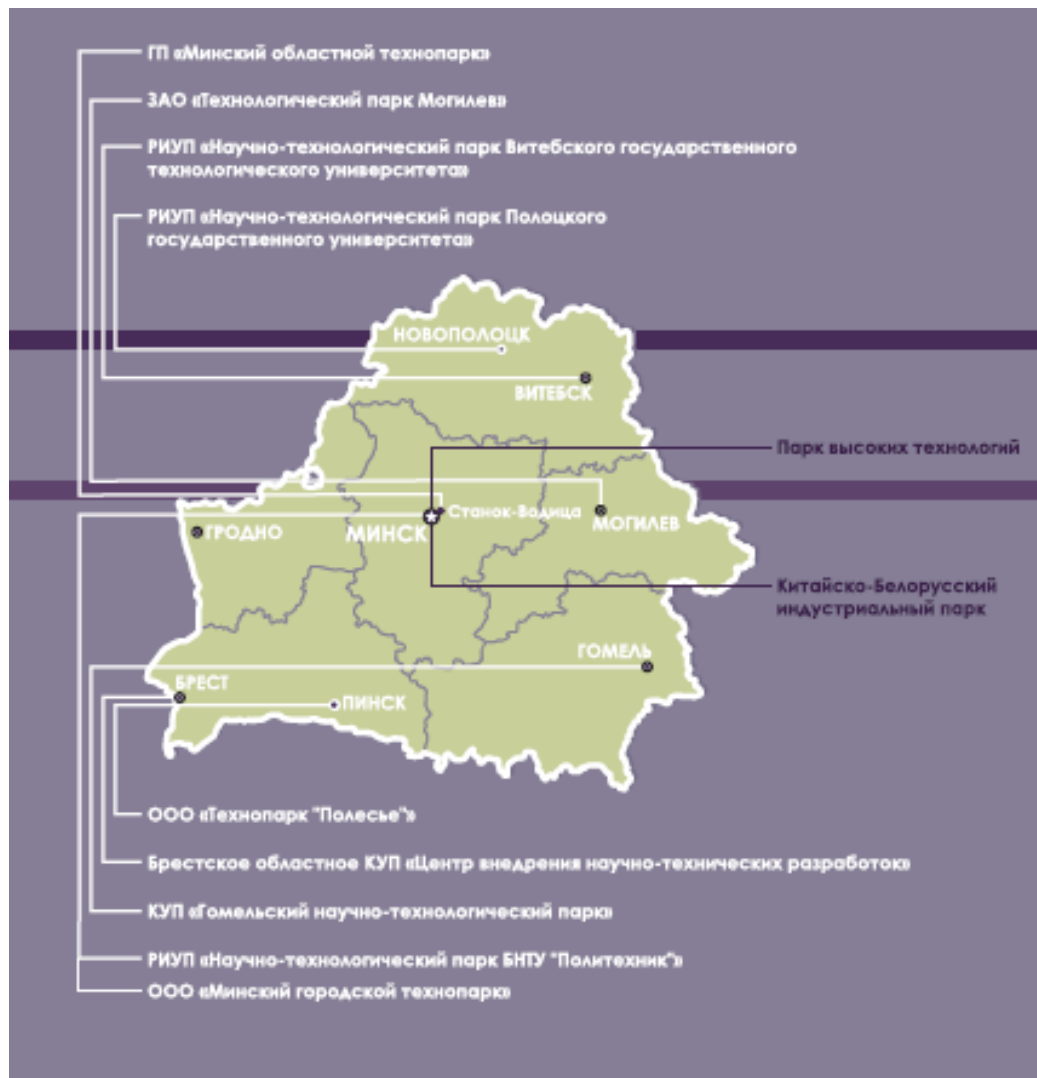 ГП «Минский областной технопарк»
ЗАО «Технологический парк Могилев»
РИУП «Научно-технологический парк Витебского государственного
технологического университета»
РИУП «Научно-технологический парк Полоцкого
государственного университета»
НОВОПОЛОЦК
ВИТЕБСК
Парк высоких технологий
Станок-Водица
ГРОДНО
МИНСК
МОГИЛЕВ
Китайско-Белорусский
индустриальный парк
ГОМЕЛЬ
БРЕСТ
ПИНСК
ООО «Технопарк "Полесье"»
Брестское областное КУП «Центр внедрения научно-технических разработок»
КУП «Гомельский научно-технологический парк»
РИУП «Научно-технологический парк БНТУ "Политехник"»
ООО «Минский городской технопарк»